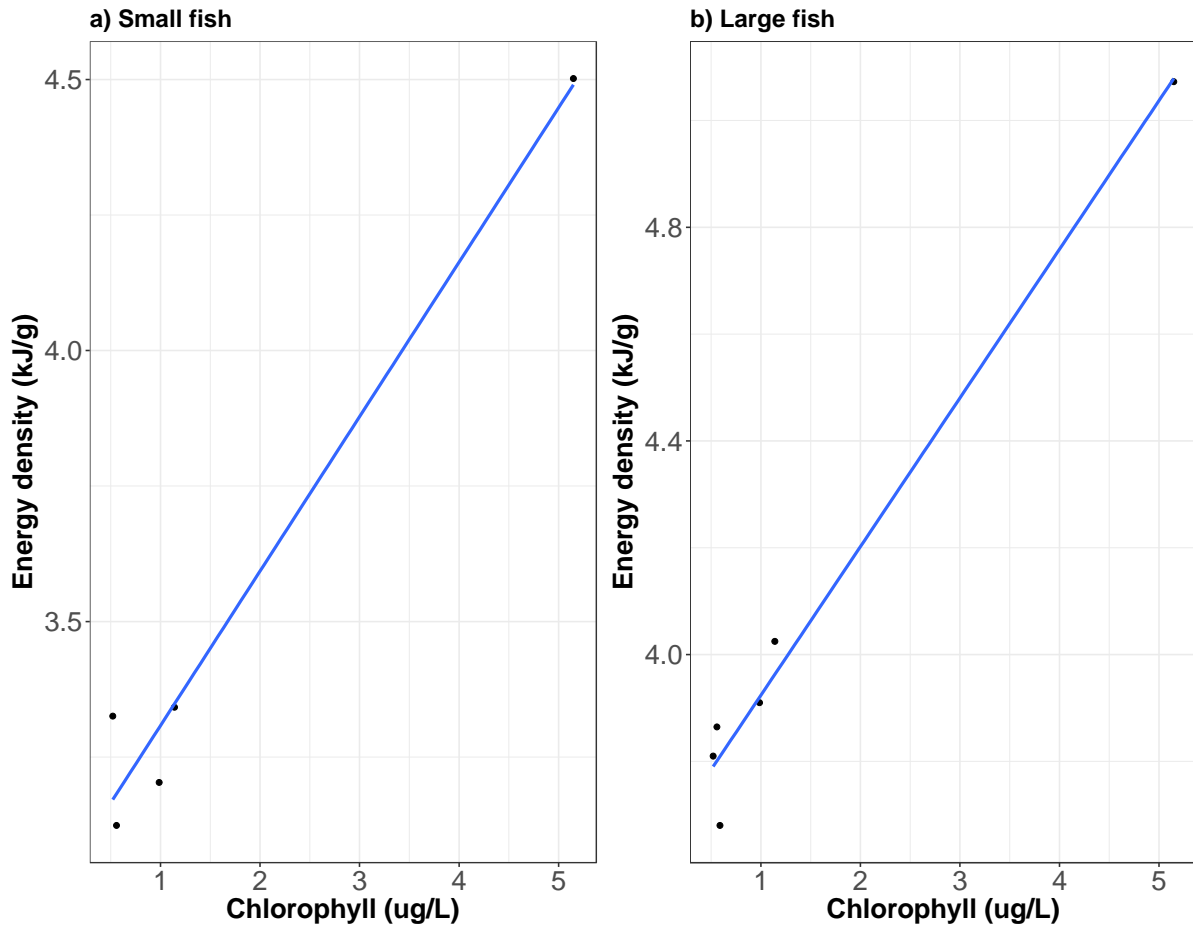 a) Small fish
4.5
4.0
3.5
Energy density (kJ/g)
1 2 3 4 5
Chlorophyll (ug/L)
b) Large fish
4.8
4.4
4.0
Energy density (kJ/g)
1 2 3 4 5
Chlorophyll (ug/L)